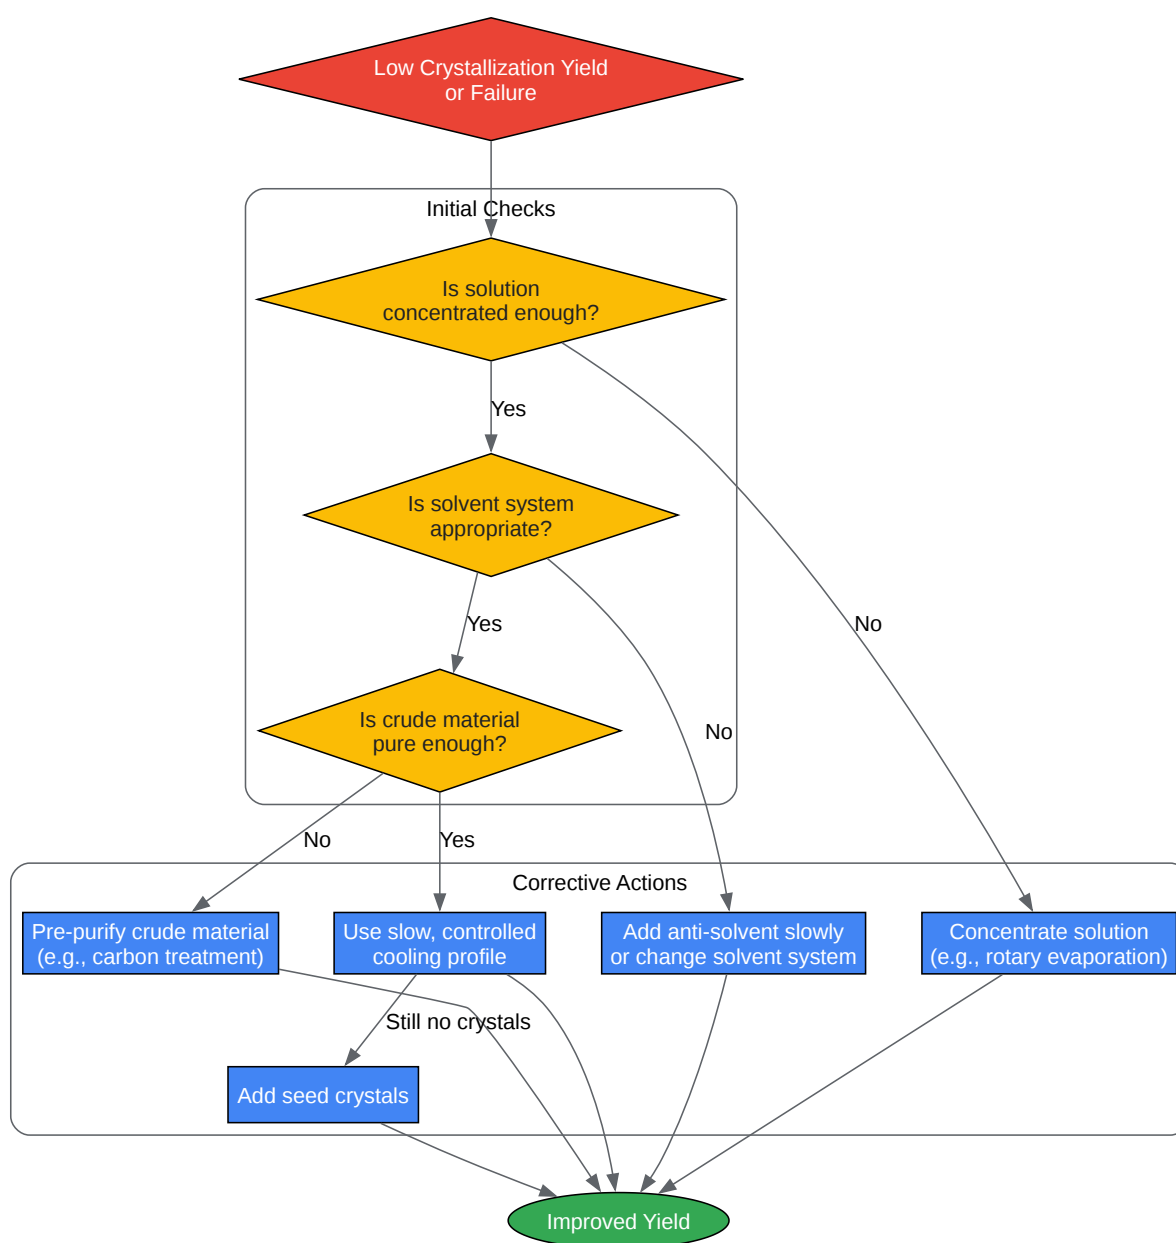 Low Crystallization Yield
or Failure
Initial Checks
Is solution
concentrated enough?
Yes
Is solvent system
appropriate?
Yes
No
Is crude material
pure enough?
No
No
Yes
Corrective Actions
Pre-purify crude material
(e.g., carbon treatment)
Use slow, controlled
cooling profile
Add anti-solvent slowly
or change solvent system
Concentrate solution
(e.g., rotary evaporation)
Still no crystals
Add seed crystals
Improved Yield